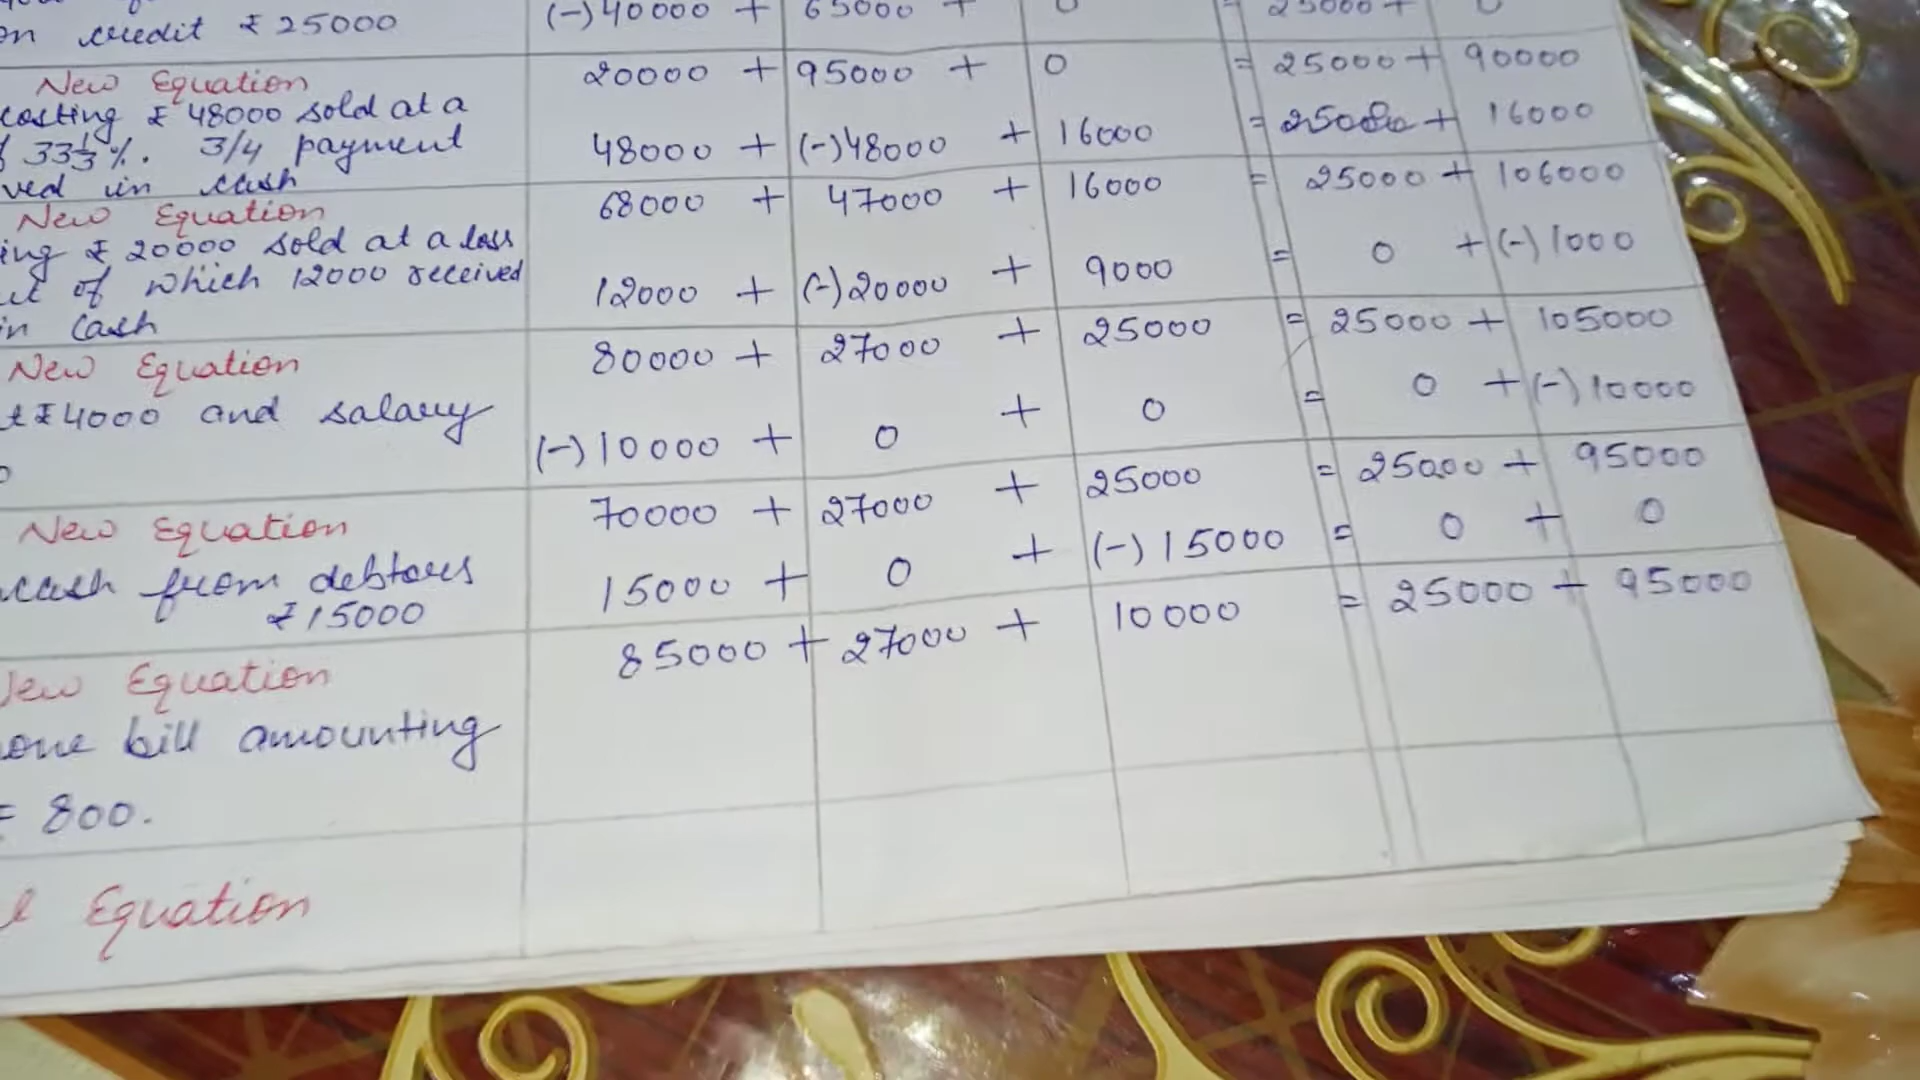 (-) 40000 + 65000 + 0 = 25000 + 0
on credit ₹ 25000
New Equation 20000 + 95000 + 0 = 25000 + 90000
costing ₹ 48000 sold at a
33⅓ %. 3/4 payment 48000 + (-) 48000 + 16000 = + 16000
in cash
New Equation 68000 + 47000 + 16000 = 25000 + 106000
₹ 20000 sold at a loss
of which 12000 received 12000 + (-) 20000 + 9000 = 0 + (-) 1000
in cash
New Equation 80000 + 27000 + 25000 = 25000 + 105000
₹ 4000 and salary (-) 10000 + 0 + 0 = 0 + (-) 10000
New Equation 70000 + 27000 + 25000 = 25000 + 95000
cash from debtors 15000 + 0 + (-) 15000 = 0 + 0
₹ 15000
New Equation 85000 + 27000 + 10000 = 25000 + 95000
bill amounting
= 800.
Equation